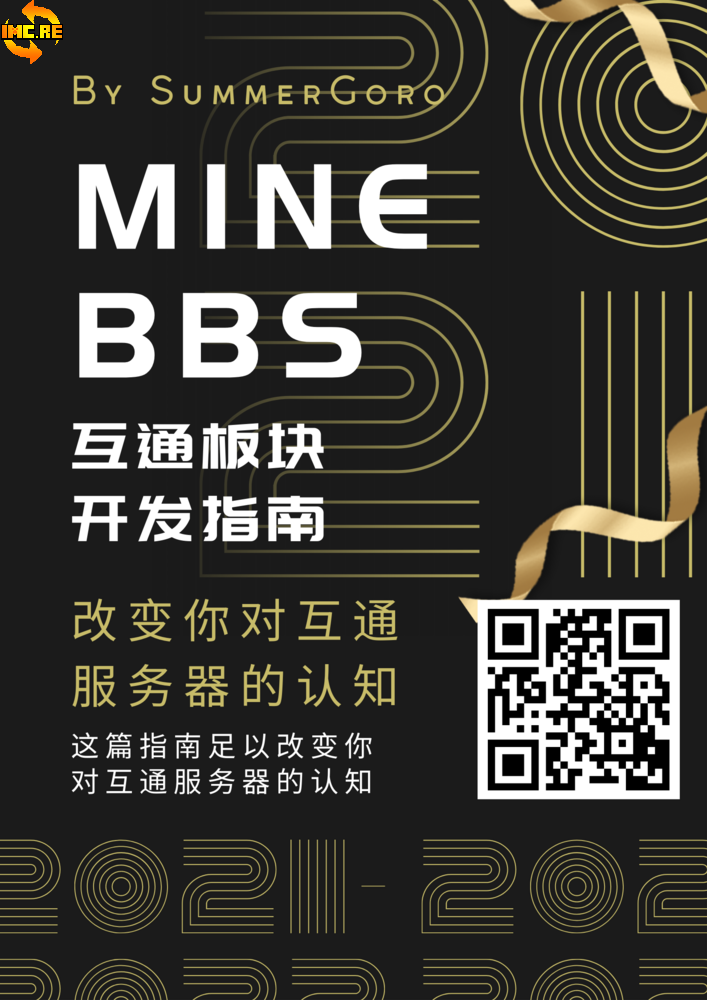 IMC.RE
By SummerGoro
MINE
BBS
互通板块
开发指南
改变你对互通
服务器的认知
这篇指南足以改变你
对互通服务器的认知
2021-202